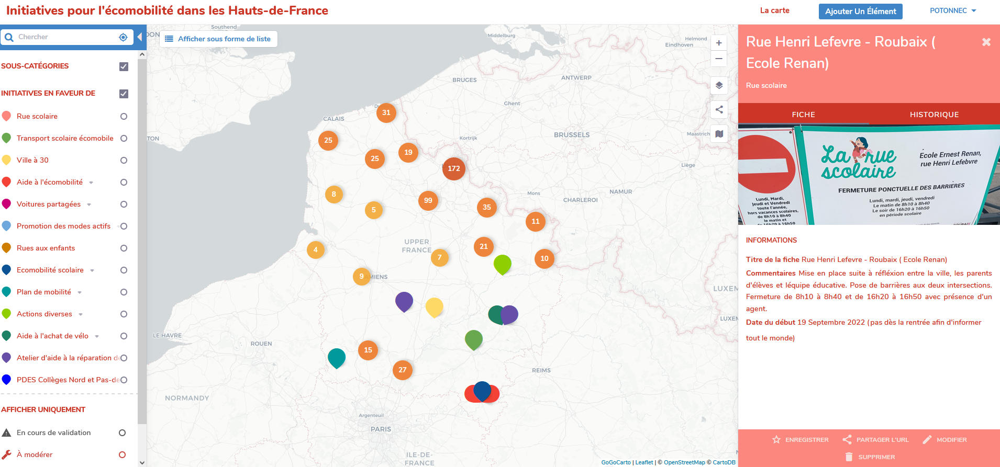 Initiatives pour l'écomobilité dans les Hauts-de-France
La carte
Ajouter Un Élément
POTONNEC
Chercher
SOUS-CATÉGORIES
INITIATIVES EN FAVEUR DE
Rue scolaire
Transport scolaire écomobile
Ville à 30
Aide à l'écomobilité
Voitures partagées
Promotion des modes actifs
Rues aux enfants
Ecomobilité scolaire
Plan de mobilité
Actions diverses
Aide à l'achat de vélo
Atelier d'aide à la réparation de
PDES Collèges Nord et Pas-de
AFFICHER UNIQUEMENT
En cours de validation
À modérer
Afficher sous forme de liste
Southend-
DON
Middelburg
Helmond
Eindhoven
BRUGES
ANTWERP
Ghent
CALAIS
31
25
TON
Kortrijk
BRUSSELS
Maastrich
25
19
172
Liège
8
99
Mons
NAMUR
CHARLEROI
5
35
11
UPPER
FRANCE
21
4
7
10
9
AMIENS
LUXEM
LUXEM
LE HAVRE
ROUEN
15
27
REIMS
NORMANDY
Argenteuil
PARIS
ILE-DE-
FRANCE
GoGoCarto | Leaflet | © OpenStreetMap © CartoDB
Rue Henri Lefevre - Roubaix (
Ecole Renan)
Rue scolaire
FICHE
HISTORIQUE
La rue
scolaire
École Ernest Renan,
rue Henri Lefebvre
FERMETURE PONCTUELLE DES BARRIÈRES
Lundi, mardi, jeudi, vendredi
Le matin de 8h10 à 8h40
Le soir de 16h20 à 16h50
en période scolaire
Lundi, Mardi,
Jeudi et Vendredi
toute l'année,
hors vacances scolaires,
de 8h10 à 8h40
le matin et
de 16h20 à 16h50
INFORMATIONS
Titre de la fiche Rue Henri Lefevre - Roubaix ( Ecole Renan)
Commentaires Mise en place suite à réfléxion entre la ville, les parents
d'élèves et léquipe éducative. Pose de barrières aux deux intersections.
Fermeture de 8h10 à 8h40 et de 16h20 à 16h50 avec présence d'un
agent.
Date du début 19 Septembre 2022 (pas dès la rentrée afin d'informer
tout le monde)
ENREGISTRER
PARTAGER L'URL
MODIFIER
SUPPRIMER